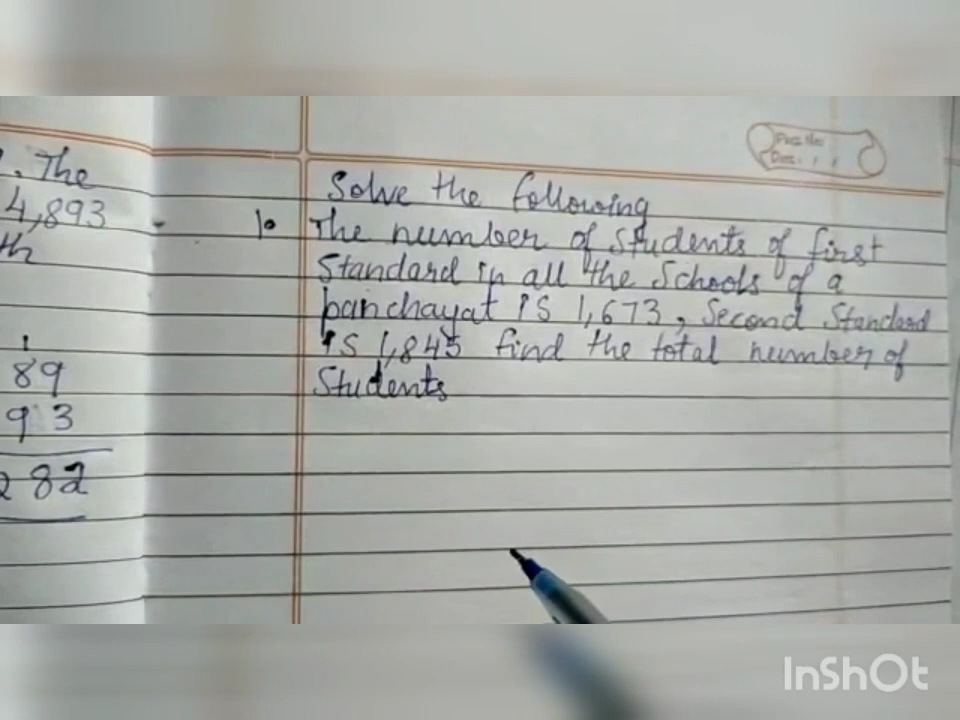 . The
4,893
th
1
89
93
282
Solve the following
1. The number of students of first
Standard in all the Schools of a
panchayat is 1,673, Second Standard
is 1,845 find the total number of
Students
InShOt